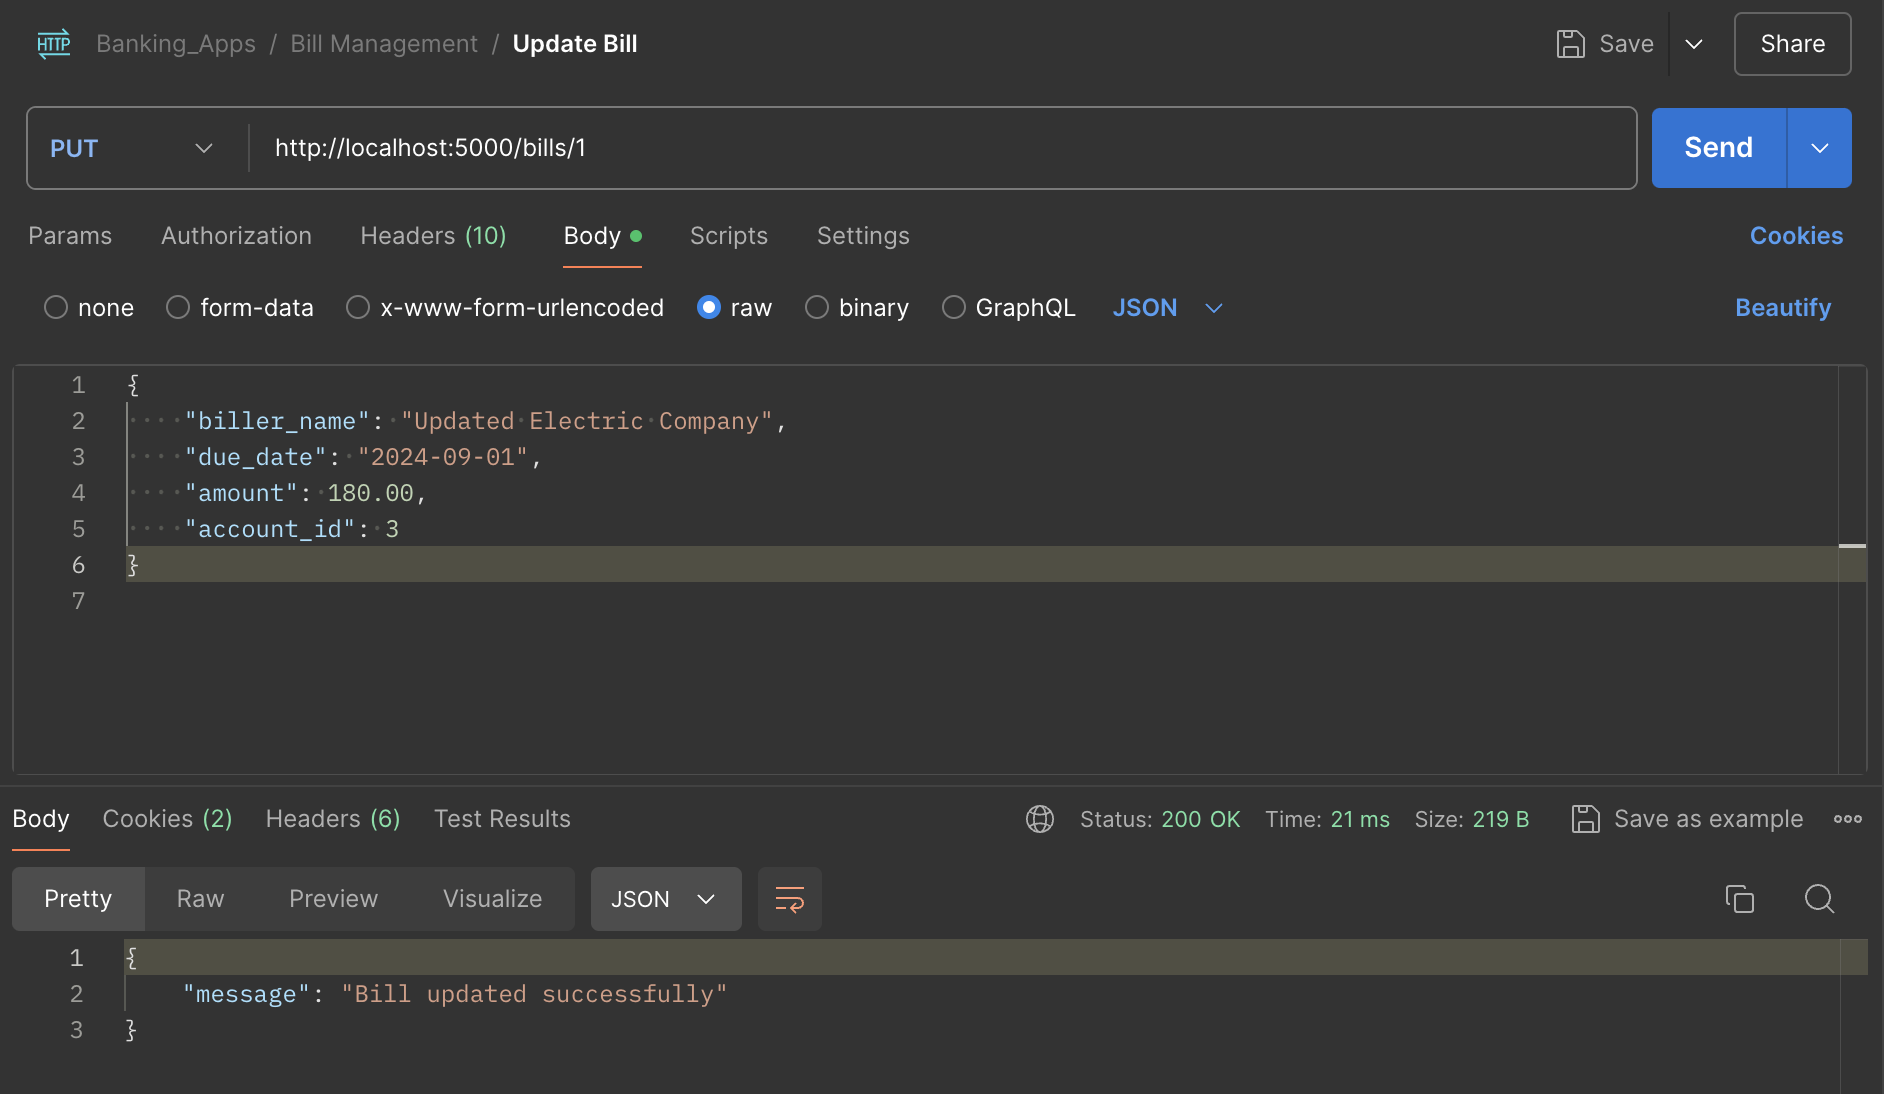 HTTP Banking_Apps / Bill Management / Update Bill Save Share
PUT http://localhost:5000/bills/1 Send
Params Authorization Headers (10) Body Scripts Settings Cookies
none form-data x-www-form-urlencoded raw binary GraphQL JSON Beautify
1 {
2 "biller_name": "Updated Electric Company",
3 "due_date": "2024-09-01",
4 "amount": 180.00,
5 "account_id": 3
6 }
7
Body Cookies (2) Headers (6) Test Results Status: 200 OK Time: 21 ms Size: 219 B Save as example
Pretty Raw Preview Visualize JSON
1 {
2 "message": "Bill updated successfully"
3 }